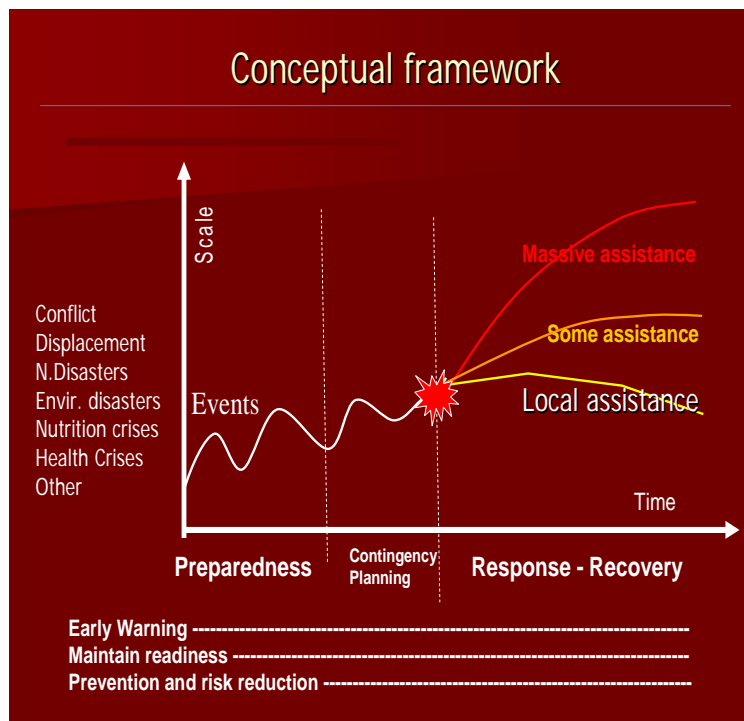 Conceptual framework
Scale
Massive assistance
Conflict
Displacement
Some assistance
N.Disasters
Envir. disasters
Events
Local assistance
Nutrition crises
Health Crises
Other
Time
Preparedness
Contingency
Planning
Response - Recovery
Early Warning ---------------------------------------------------------------------------------------
Maintain readiness --------------------------------------------------------------------------------
Prevention and risk reduction ----------------------------------------------------------------